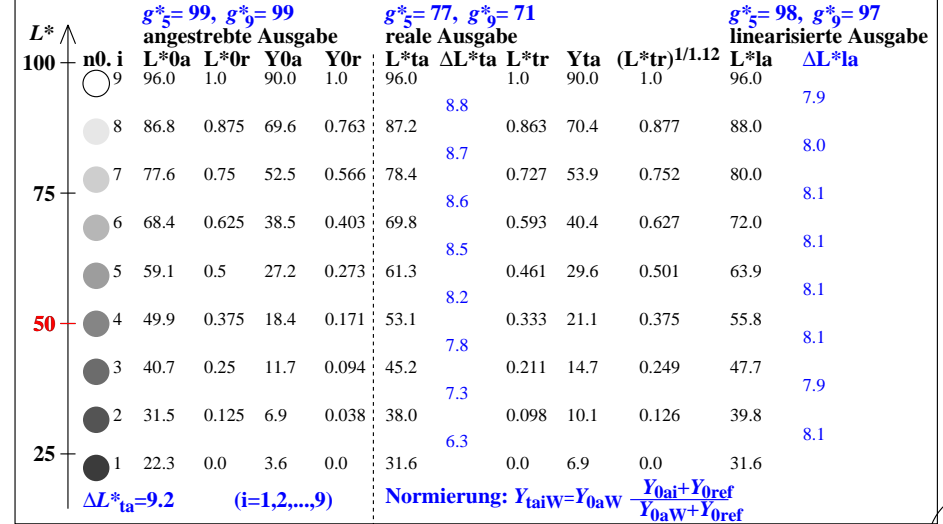 g*5= 99, g*9= 99 g*5= 77, g*9= 71 g*5= 98, g*9= 97
L* angestrebte Ausgabe reale Ausgabe linearisierte Ausgabe
100 n0. i L*0a L*0r Y0a Y0r L*ta ΔL*ta L*tr Yta (L*tr)1/1.12 L*la ΔL*la
9 96.0 1.0 90.0 1.0 96.0 1.0 90.0 1.0 96.0
8.8 7.9
8 86.8 0.875 69.6 0.763 87.2 0.863 70.4 0.877 88.0
8.7 8.0
7 77.6 0.75 52.5 0.566 78.4 0.727 53.9 0.752 80.0
75 8.6 8.1
6 68.4 0.625 38.5 0.403 69.8 0.593 40.4 0.627 72.0
8.5 8.1
5 59.1 0.5 27.2 0.273 61.3 0.461 29.6 0.501 63.9
8.2 8.1
50 4 49.9 0.375 18.4 0.171 53.1 0.333 21.1 0.375 55.8
7.8 8.1
3 40.7 0.25 11.7 0.094 45.2 0.211 14.7 0.249 47.7
7.3 7.9
2 31.5 0.125 6.9 0.038 38.0 0.098 10.1 0.126 39.8
6.3 8.1
25 1 22.3 0.0 3.6 0.0 31.6 0.0 6.9 0.0 31.6
ΔL*ta=9.2 (i=1,2,...,9) Normierung: YtaiW=Y0aW Y0ai+Y0ref
Y0aW+Y0ref